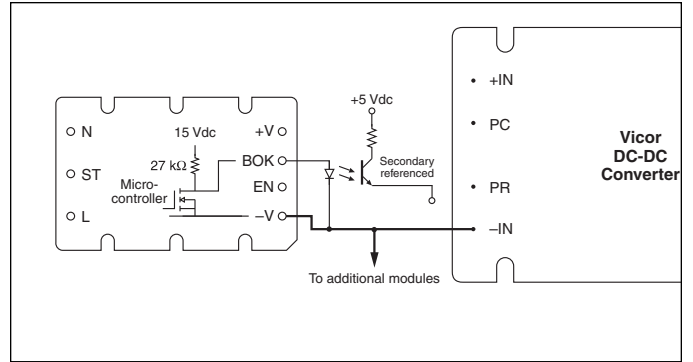 +5 Vdc
+IN
PC
PR
–IN
Vicor
DC-DC
Converter
N
ST
L
15 Vdc
27 kΩ
Micro-
controller
+V
BOK
EN
–V
Secondary
referenced
To additional modules